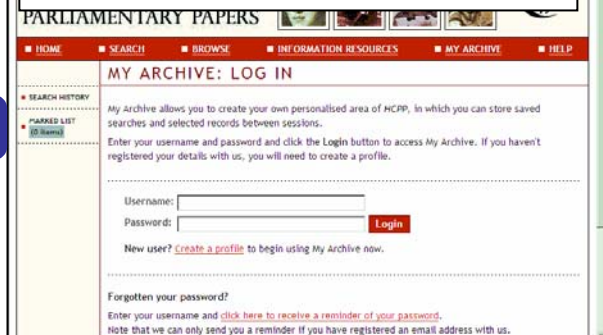 PARLIAMENTARY PAPERS
HOME SEARCH BROWSE INFORMATION RESOURCES MY ARCHIVE HELP
MY ARCHIVE: LOG IN
SEARCH HISTORY
MARKED LIST
(0 items)
My Archive allows you to create your own personalised area of HCPP, in which you can store saved
searches and selected records between sessions.
Enter your username and password and click the Login button to access My Archive. If you haven't
registered your details with us, you will need to create a profile.
Username:
Password: Login
New user? Create a profile to begin using My Archive now.
Forgotten your password?
Enter your username and click here to receive a reminder of your password.
Note that we can only send you a reminder if you have registered an email address with us.